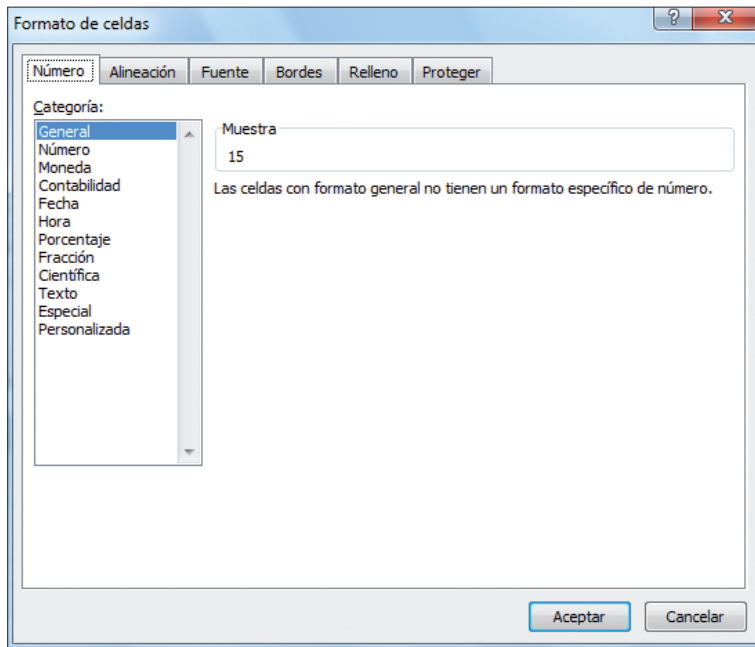 Formato de celdas
?
X
Número Alineación Fuente Bordes Relleno Proteger
Categoría:
General
Número
Moneda
Contabilidad
Fecha
Hora
Porcentaje
Fracción
Científica
Texto
Especial
Personalizada
Muestra
15
Las celdas con formato general no tienen un formato específico de número.
Aceptar Cancelar